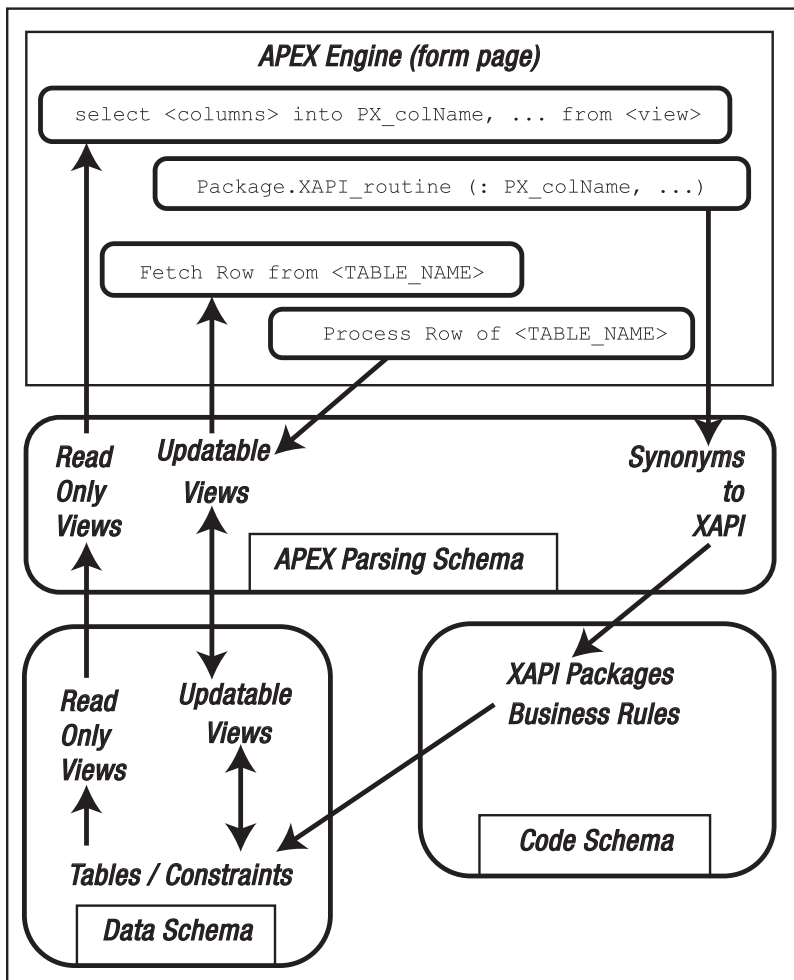 APEX Engine (form page)
select <columns> into PX_colName, ... from <view>
Package.XAPI_routine (: PX_colName, ...)
Fetch Row from <TABLE_NAME>
Process Row of <TABLE_NAME>
Read
Only
Views
Updatable
Views
Synonyms
to
XAPI
APEX Parsing Schema
Read
Only
Views
Updatable
Views
Tables / Constraints
Data Schema
XAPI Packages
Business Rules
Code Schema